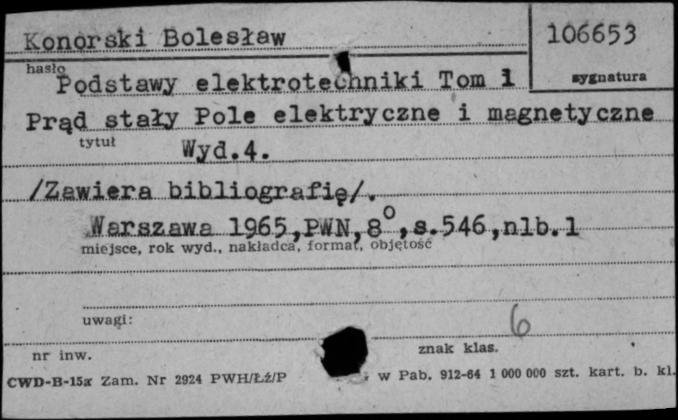 Konorski Bolesław
106653
hasło
sygnatura
Podstawy elektrotechniki Tom 1
Prąd stały Pole elektryczne i magnetyczne
tytuł
Wyd.4.
/Zawiera bibliografię/.
Warszawa 1965,PWN,8°,s.546,nlb.1
miejsce, rok wyd., nakładca, format, objętość
uwagi:
6
nr inw.
znak klas.
CWD-B-15a Zam. Nr 2924 PWH/Łź/P w Pab. 912-64 1 000 000 szt. kart. b. kl.